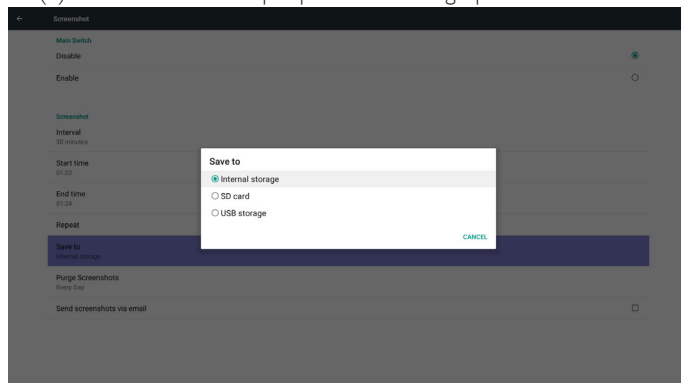 Screenshot
Main Switch
Disable
Enable
Screenshot
Interval
30 minutes
Start time
01:23
End time
01:24
Repeat
Save to
Internal storage
Purge Screenshots
Every Day
Send screenshots via email
Save to
Internal storage
SD card
USB storage
CANCEL